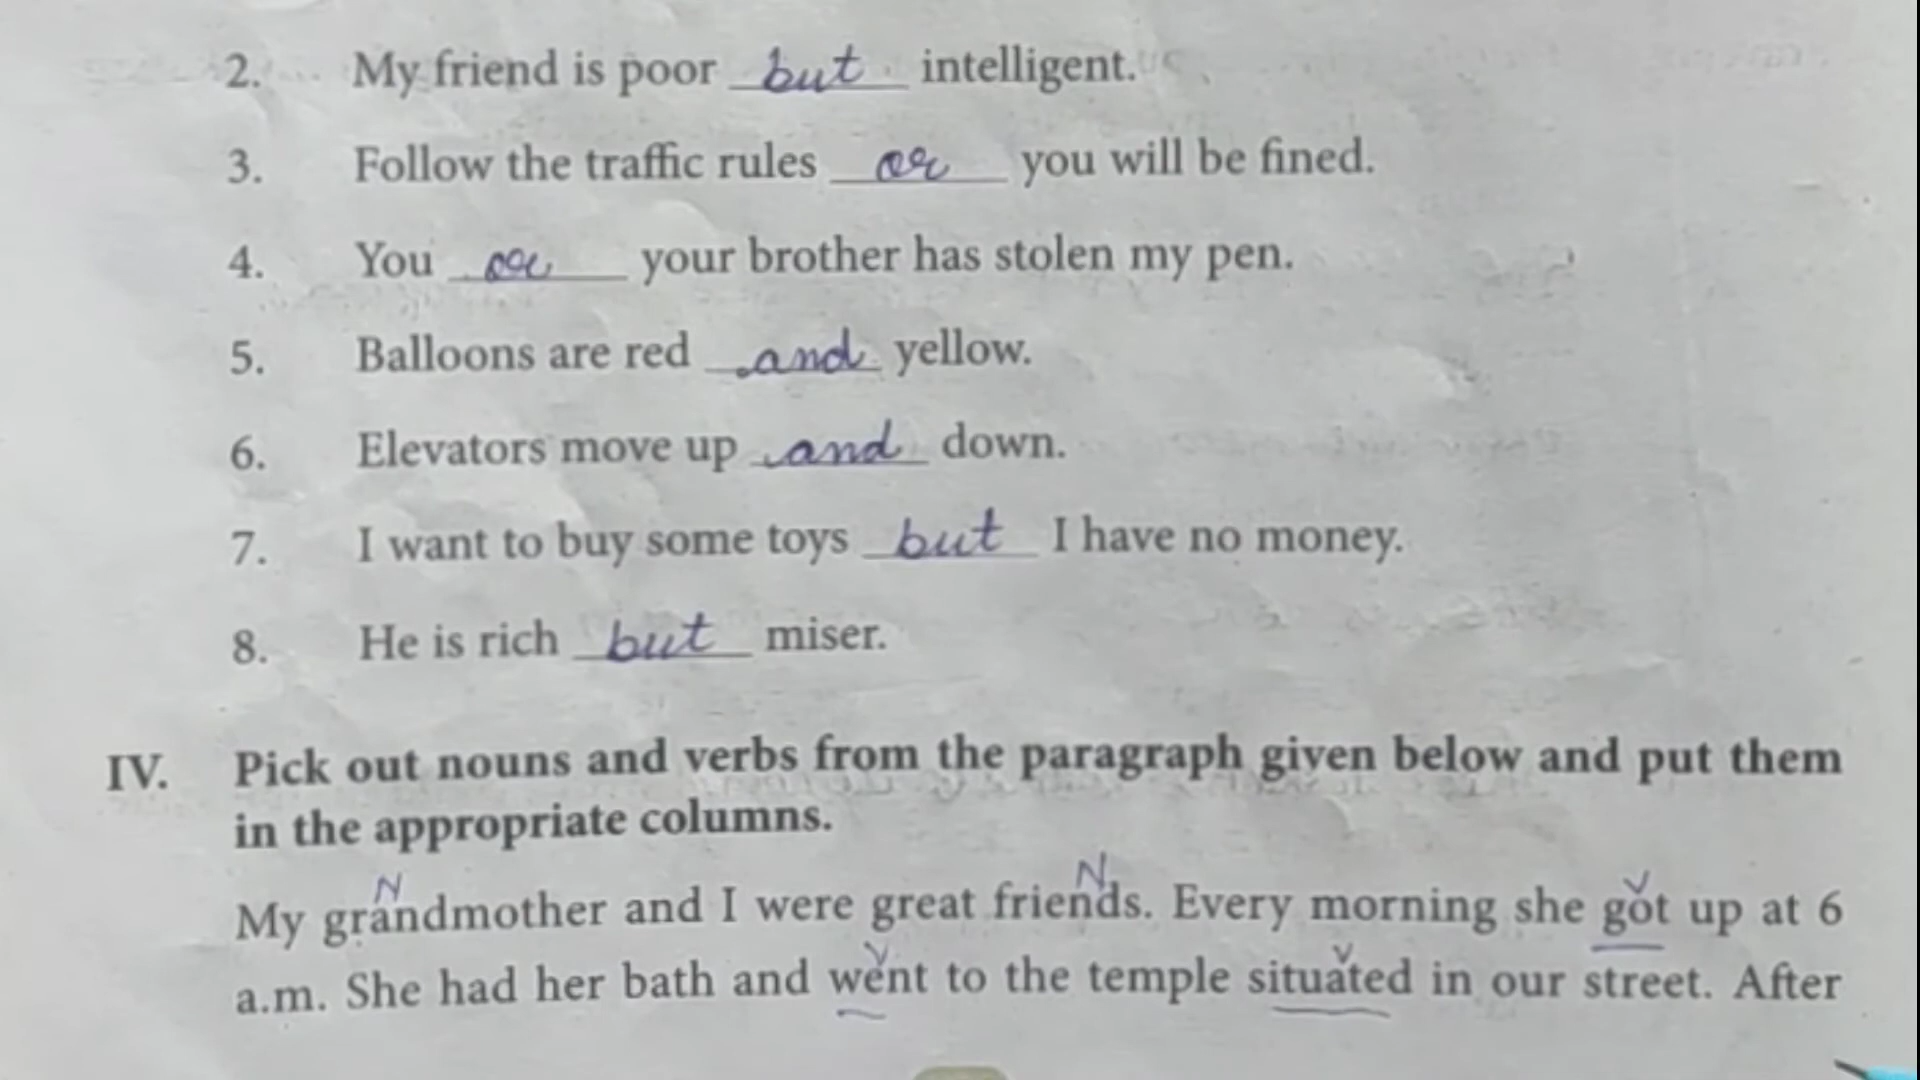 2. My friend is poor but intelligent.
3. Follow the traffic rules or you will be fined.
4. You or your brother has stolen my pen.
5. Balloons are red and yellow.
6. Elevators move up and down.
7. I want to buy some toys but I have no money.
8. He is rich but miser.
IV. Pick out nouns and verbs from the paragraph given below and put them
in the appropriate columns.
N N V
My grandmother and I were great friends. Every morning she got up at 6
V V
a.m. She had her bath and went to the temple situated in our street. After